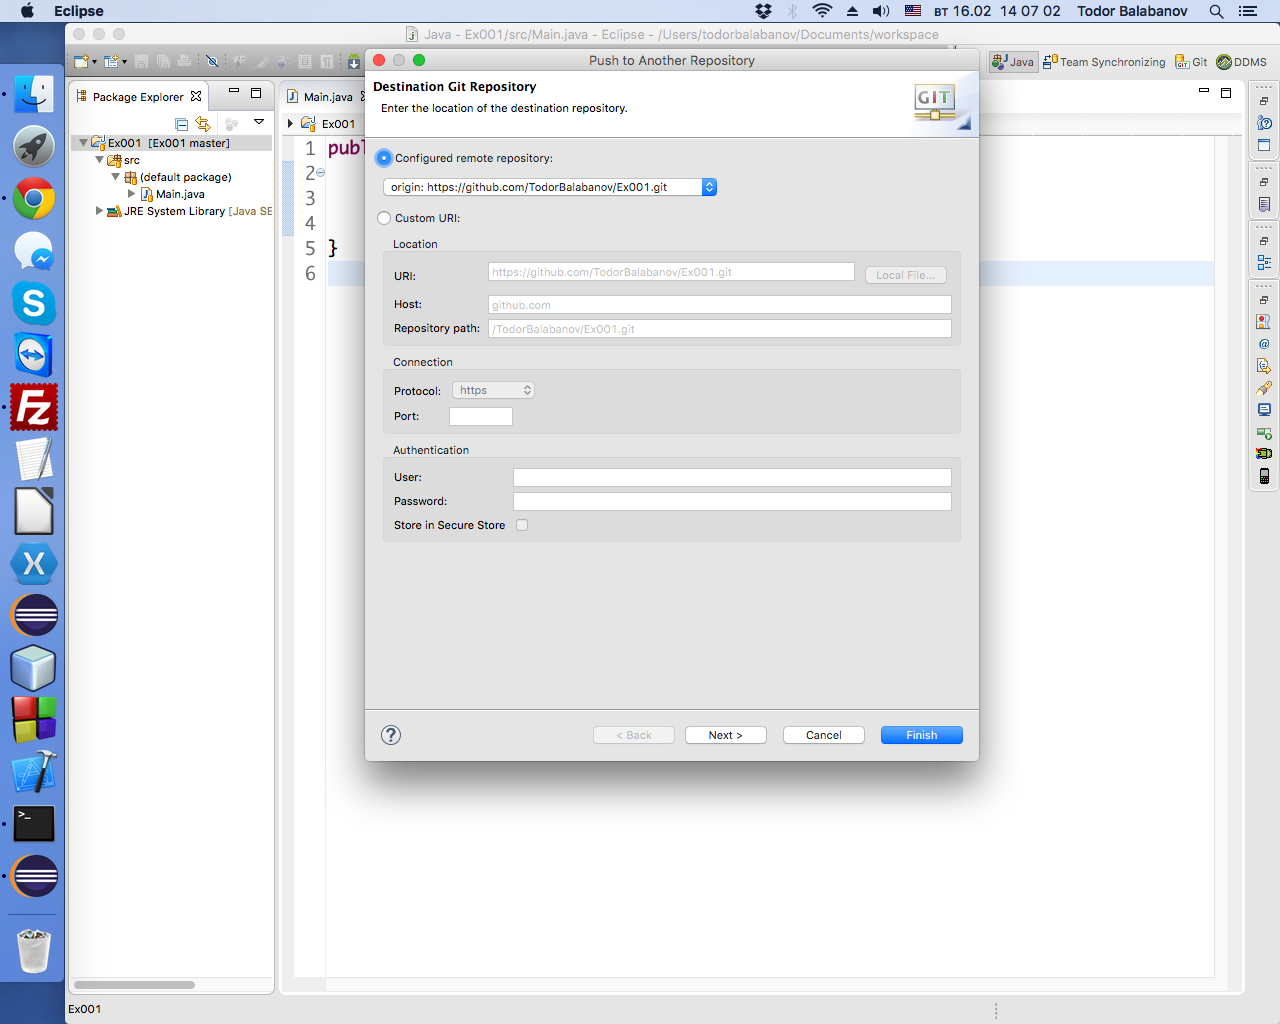 Eclipse
вт 16.02 14 07 02 Todor Balabanov
Java - Ex001/src/Main.java - Eclipse - /Users/todorbalabanov/Documents/workspace
Push to Another Repository
Java
Team Synchronizing
Git
DDMS
Package Explorer
Main.java
Ex001 [Ex001 master]
src
(default package)
Main.java
JRE System Library [Java SE
Ex001
1
2
3
4
5 }
6
Destination Git Repository
Enter the location of the destination repository.
GIT
Configured remote repository:
origin: https://github.com/TodorBalabanov/Ex001.git
Custom URI:
Location
URI: https://github.com/TodorBalabanov/Ex001.git Local File...
Host: github.com
Repository path: /TodorBalabanov/Ex001.git
Connection
Protocol: https
Port:
Authentication
User:
Password:
Store in Secure Store
? < Back Next > Cancel Finish
Ex001